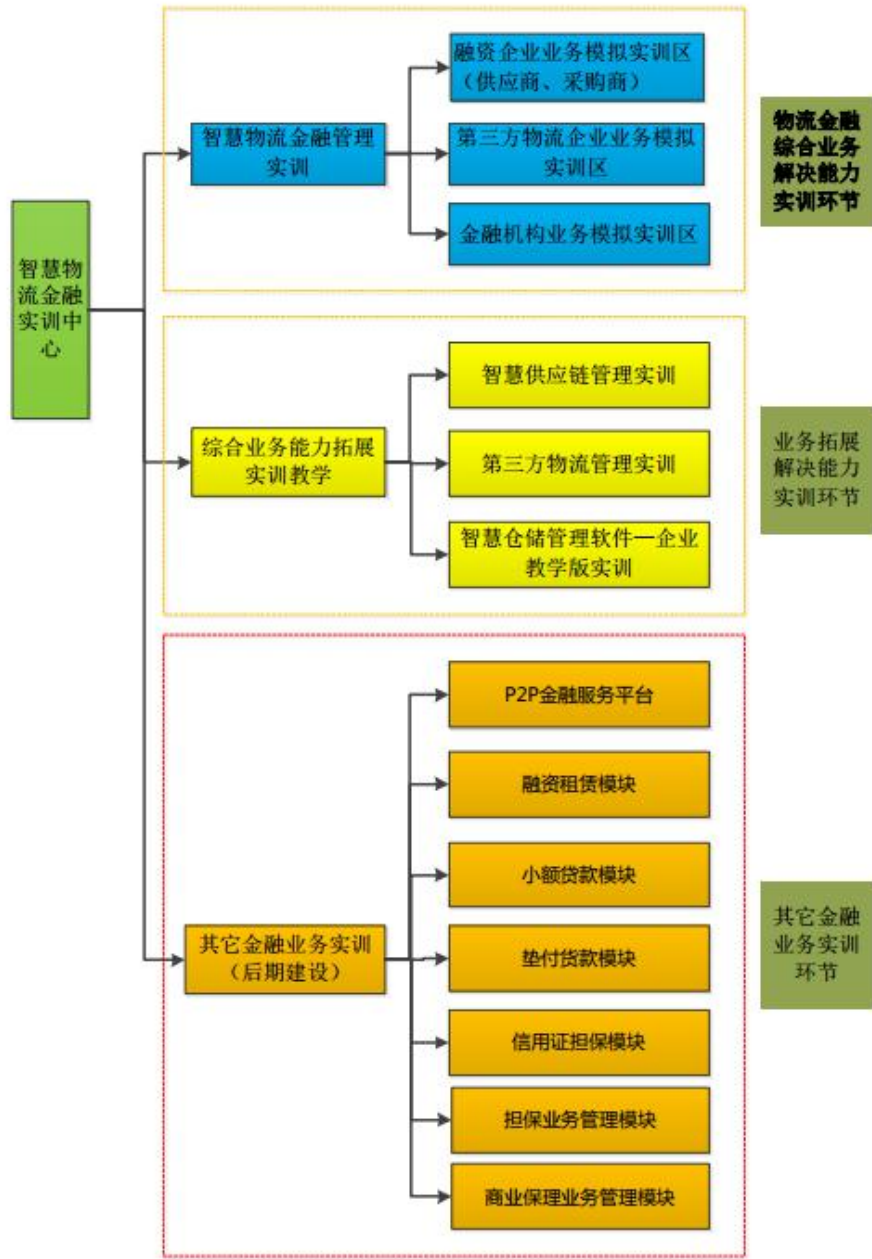 智慧物
流金融
实训中
心
智慧物流金融管理
实训
融资企业业务模拟实训区
（供应商、采购商）
第三方物流企业业务模拟
实训区
金融机构业务模拟实训区
物流金融
综合业务
解决能力
实训环节
综合业务能力拓展
实训教学
智慧供应链管理实训
第三方物流管理实训
智慧仓储管理软件—企业
教学版实训
业务拓展
解决能力
实训环节
其它金融业务实训
（后期建设）
P2P金融服务平台
融资租赁模块
小额贷款模块
垫付货款模块
信用证担保模块
担保业务管理模块
商业保理业务管理模块
其它金融
业务实训
环节